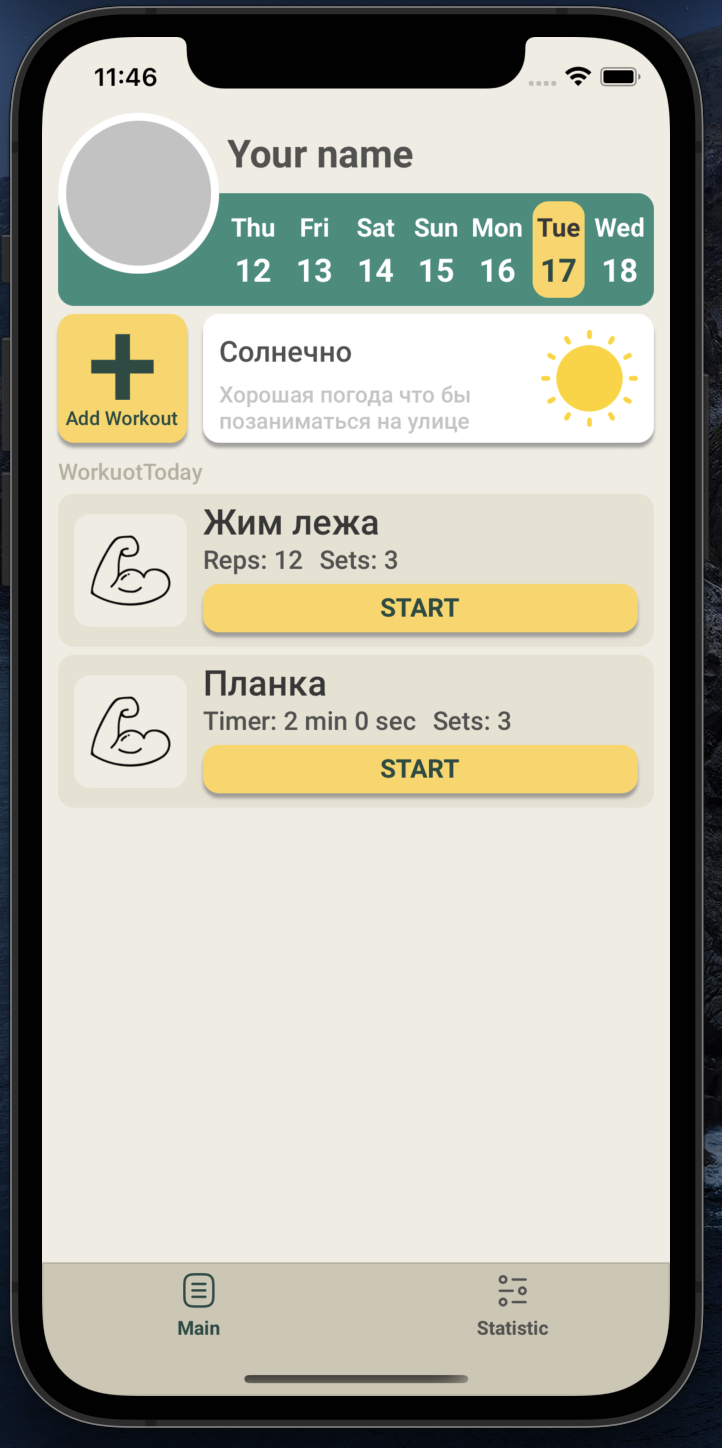 11:46
Your name
Thu Fri Sat Sun Mon Tue Wed
12 13 14 15 16 17 18
Add Workout
Солнечно
Хорошая погода что бы
позаниматься на улице
WorkuotToday
Жим лежа
Reps: 12 Sets: 3
START
Планка
Timer: 2 min 0 sec Sets: 3
START
Main Statistic